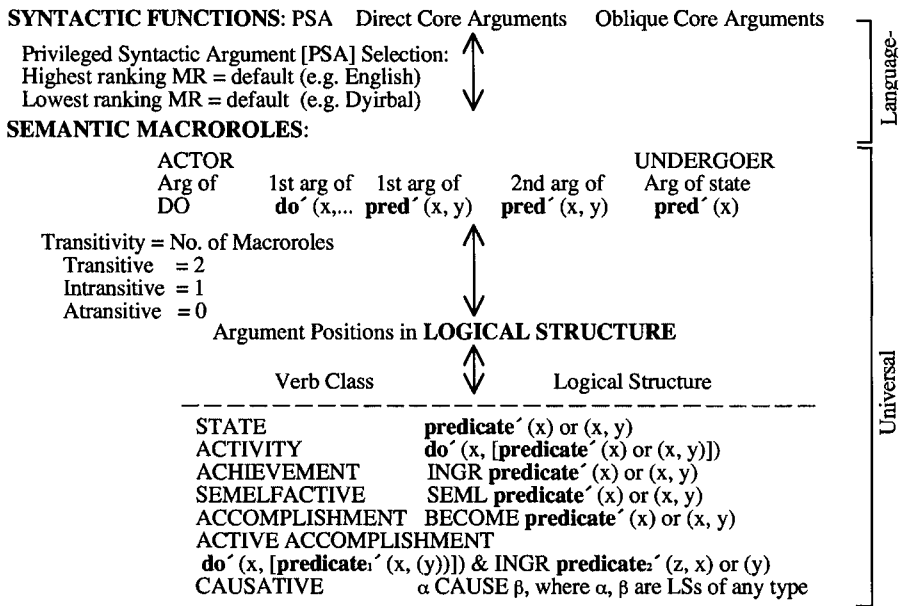 SYNTACTIC FUNCTIONS: PSA Direct Core Arguments Oblique Core Arguments
Privileged Syntactic Argument [PSA] Selection:
Highest ranking MR = default (e.g. English)
Lowest ranking MR = default (e.g. Dyirbal)
Language-
SEMANTIC MACROROLES:
ACTOR UNDERGOER
Arg of 1st arg of 1st arg of 2nd arg of Arg of state
DO do´ (x,... pred´ (x, y) pred´ (x, y) pred´ (x)
Transitivity = No. of Macroroles
Transitive = 2
Intransitive = 1
Atransitive = 0
Argument Positions in LOGICAL STRUCTURE
Verb Class Logical Structure
Universal
STATE predicate´ (x) or (x, y)
ACTIVITY do´ (x, [predicate´ (x) or (x, y)])
ACHIEVEMENT INGR predicate´ (x) or (x, y)
SEMELFACTIVE SEML predicate´ (x) or (x, y)
ACCOMPLISHMENT BECOME predicate´ (x) or (x, y)
ACTIVE ACCOMPLISHMENT
do´ (x, [predicate₁´ (x, (y))]) & INGR predicate₂´ (z, x) or (y)
CAUSATIVE α CAUSE β, where α, β are LSs of any type